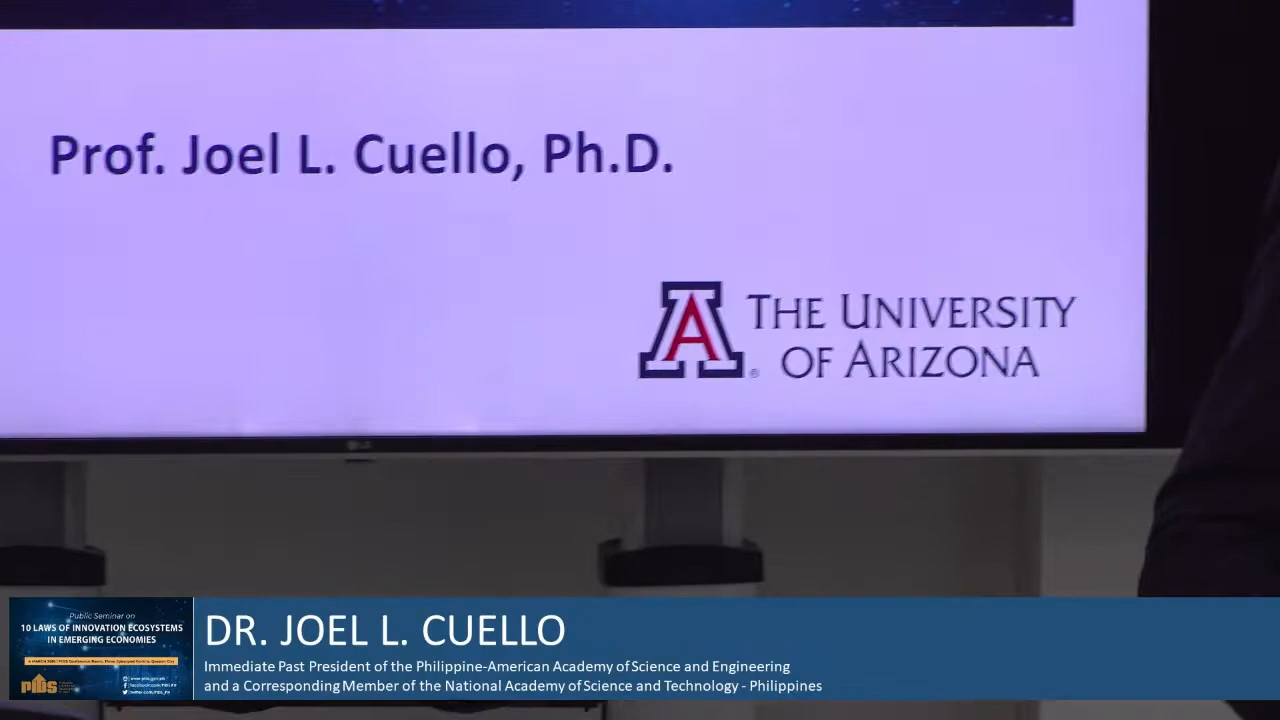 Prof. Joel L. Cuello, Ph.D.
A
THE UNIVERSITY
OF ARIZONA
®
LG
DR. JOEL L. CUELLO
Immediate Past President of the Philippine-American Academy of Science and Engineering
and a Corresponding Member of the National Academy of Science and Technology - Philippines
Public Seminar on
10 LAWS OF INNOVATION ECOSYSTEMS
IN EMERGING ECONOMIES
PIDS